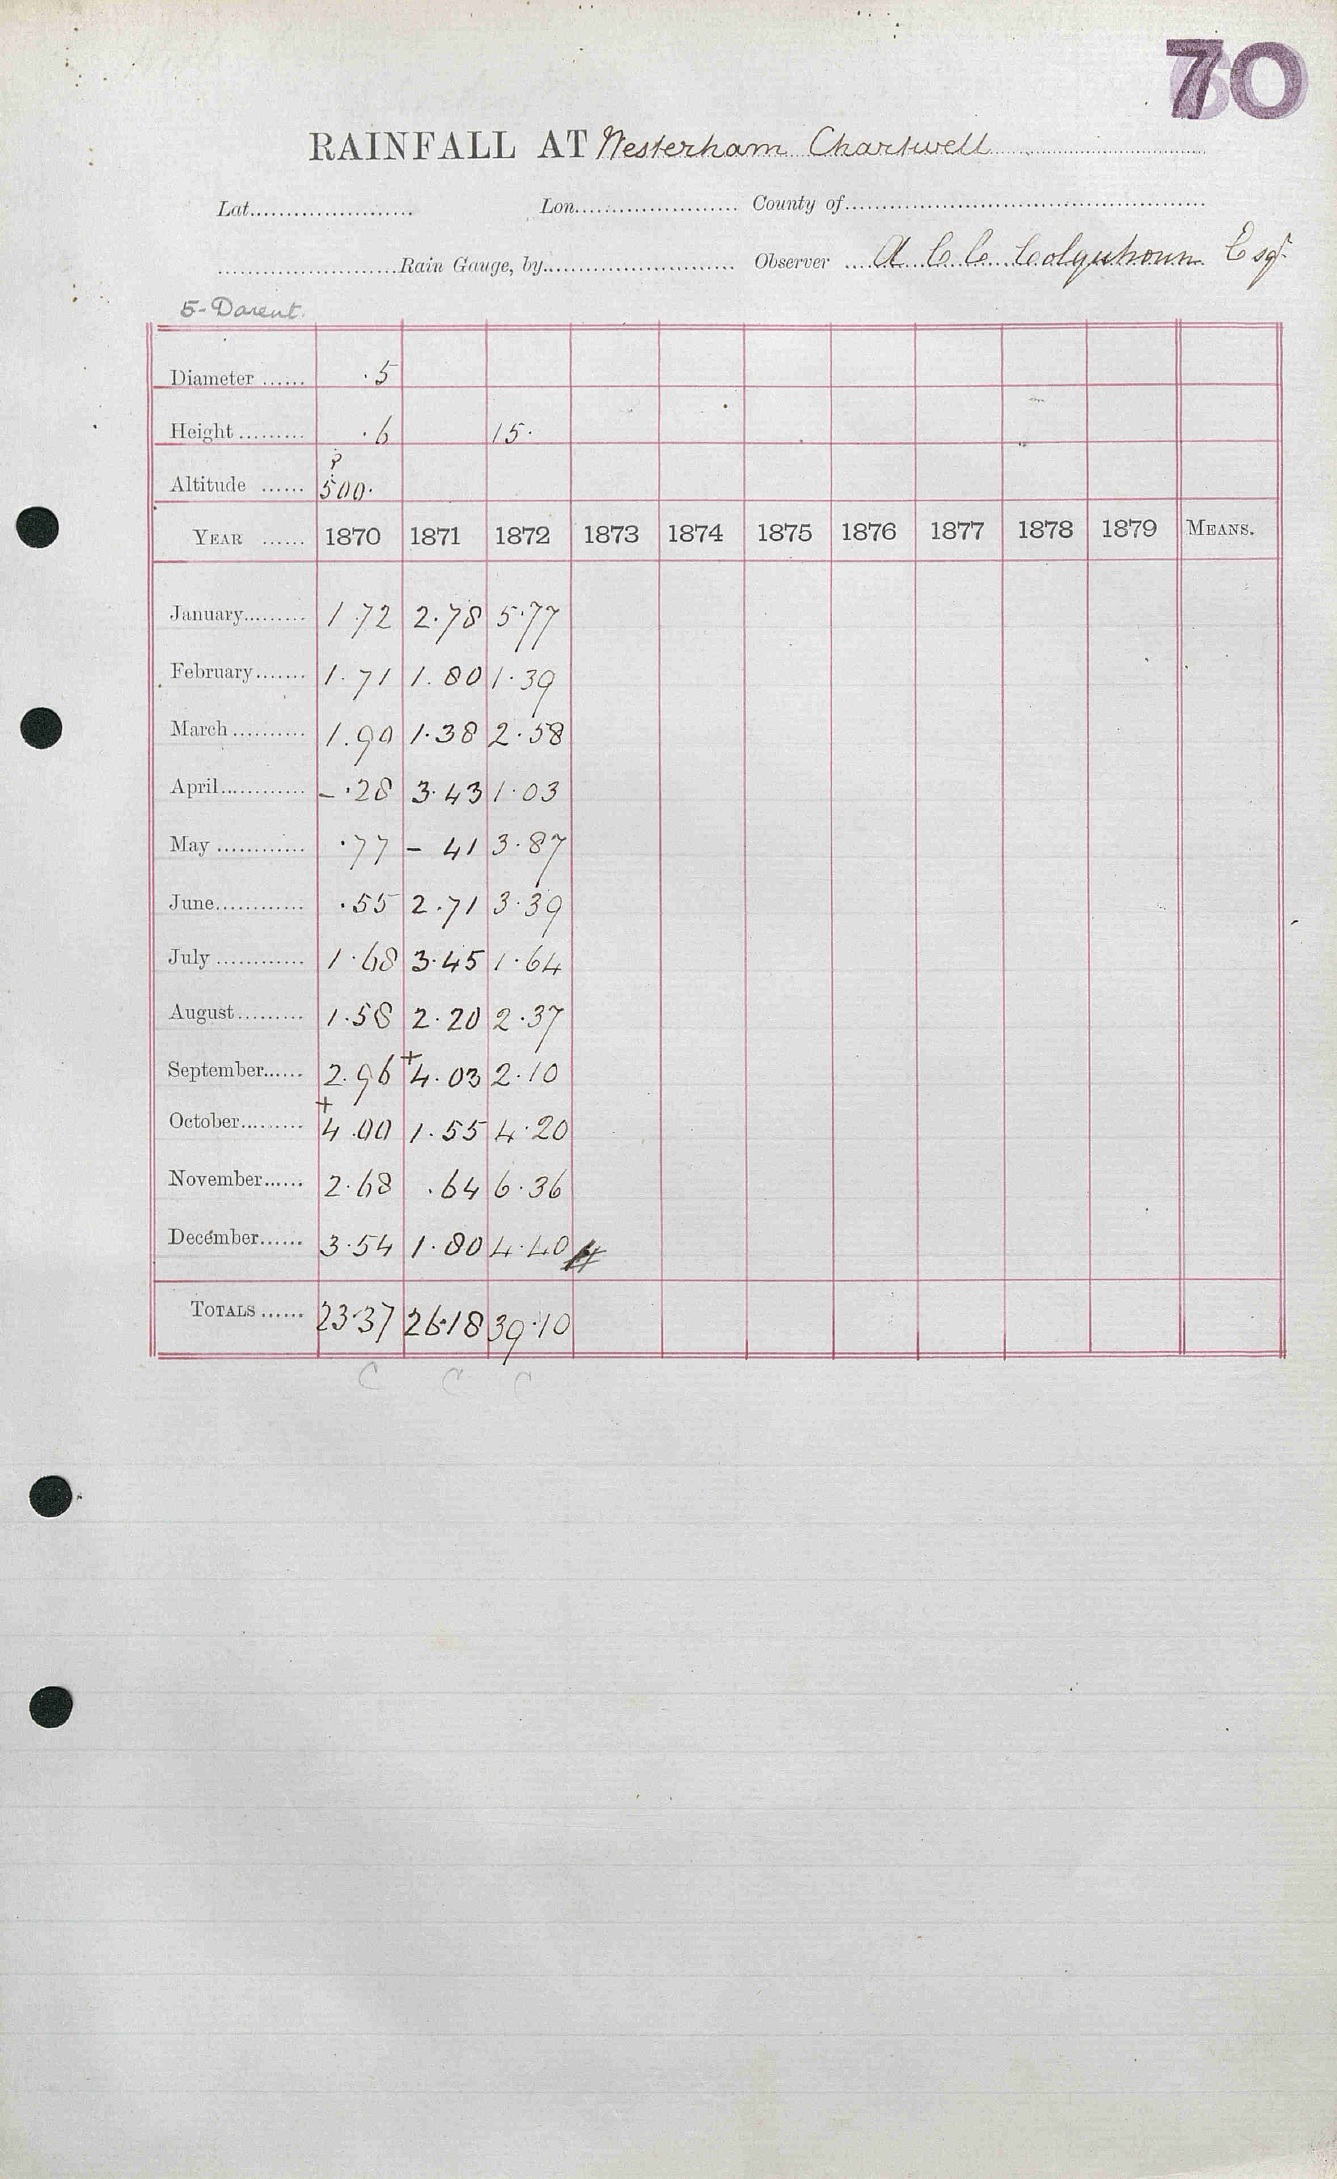 70
RAINFALL AT Westerham Chartwell
Lat. Lon. County of
Rain Gauge, by Observer A C C Colquhoun Esqr
5-Darent.
Diameter ...... .5
Height ......... .6 15.
?
Altitude ...... 500.
YEAR ...... 1870 1871 1872 1873 1874 1875 1876 1877 1878 1879 MEANS.
January......... 1.72 2.78 5.77
February....... 1.71 1.80 1.39
March .......... 1.90 1.38 2.58
April............ - .28 3.43 1.03
May ............ .77 - 41 3.87
June............ .55 2.71 3.39
July ............ 1.68 3.45 1.64
August......... 1.58 2.20 2.37
September...... 2.96 + 4.03 2.10
October......... + 4.00 1.55 4.20
November...... 2.68 .64 6.36
December...... 3.54 1.80 4.40
TOTALS ...... 23.37 26.18 39.10
C C C